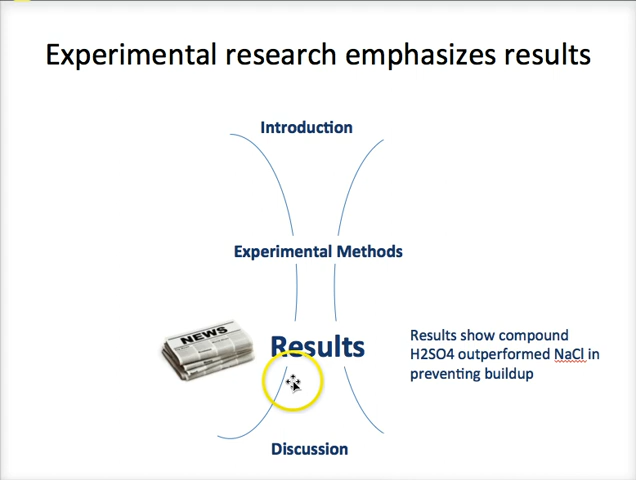 Experimental research emphasizes results
Introduction
Experimental Methods
NEWS
Results
Results show compound
H2SO4 outperformed NaCl in
preventing buildup
Discussion